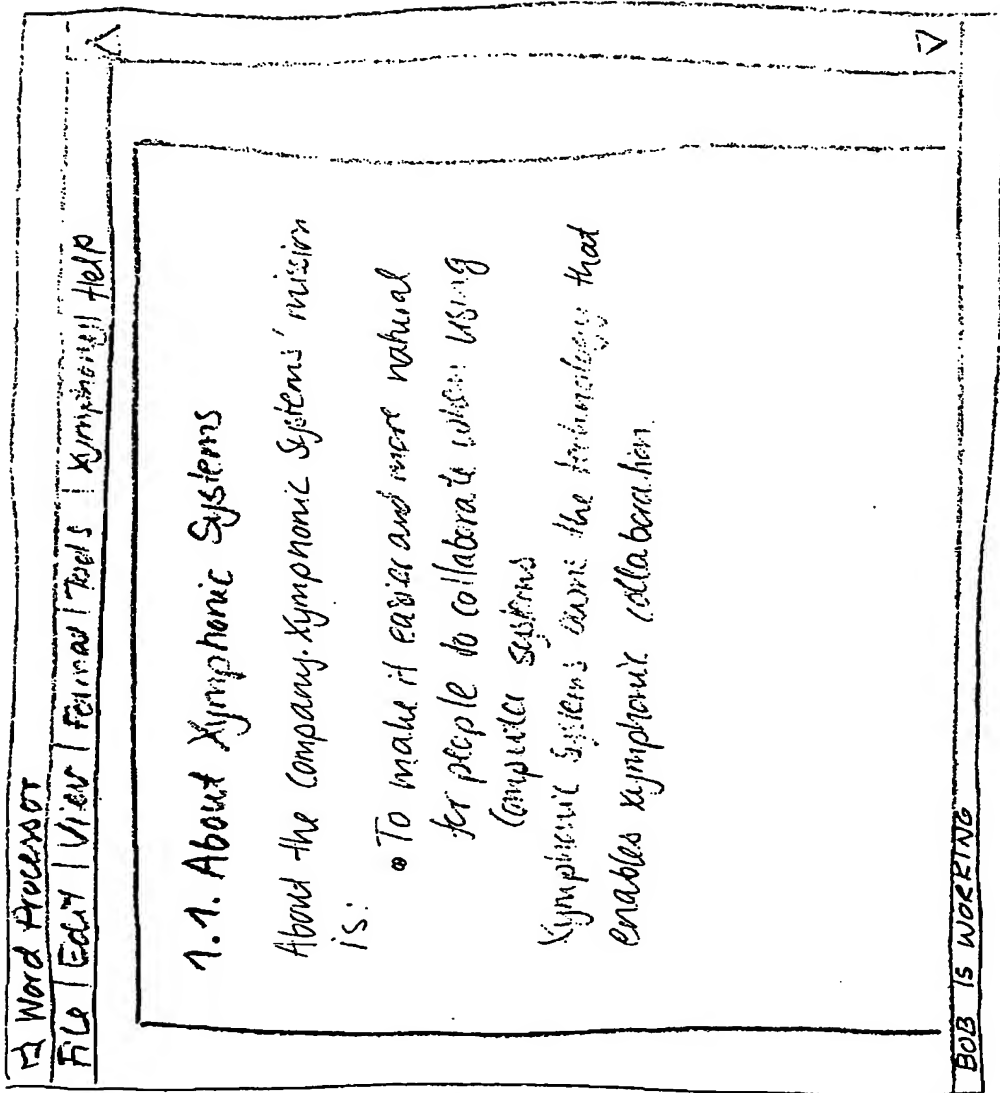 Word Processor
File | Edit | View | Format | Tools | Xymphony | Help
1.1. About Xymphonic Systems
About the Company. Xymphonic Systems' mission
is:
To make it easier and more natural
for people to collaborate when using
Computer systems
Xymphonic Systems owns the technology that
enables xymphonic collaboration.
BOB IS WORKING